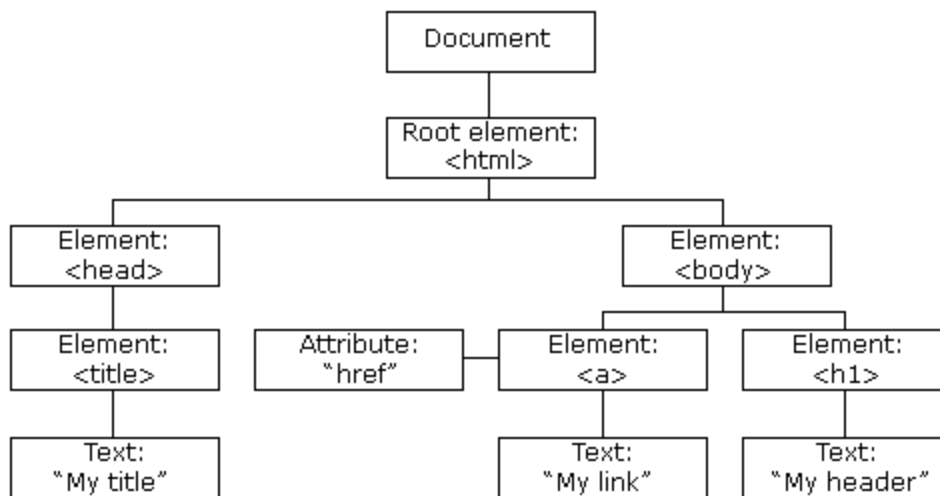 Document
Root element:
<html>
Element:
<head>
Element:
<body>
Element:
<title>
Attribute:
“href”
Element:
<a>
Element:
<h1>
Text:
“My title”
Text:
“My link”
Text:
“My header”